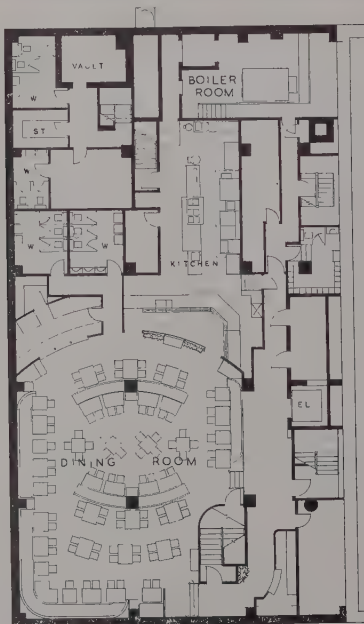 W
VAULT
BOILER
ROOM
ST
W
W
W
KITCHEN
EL
DINING ROOM